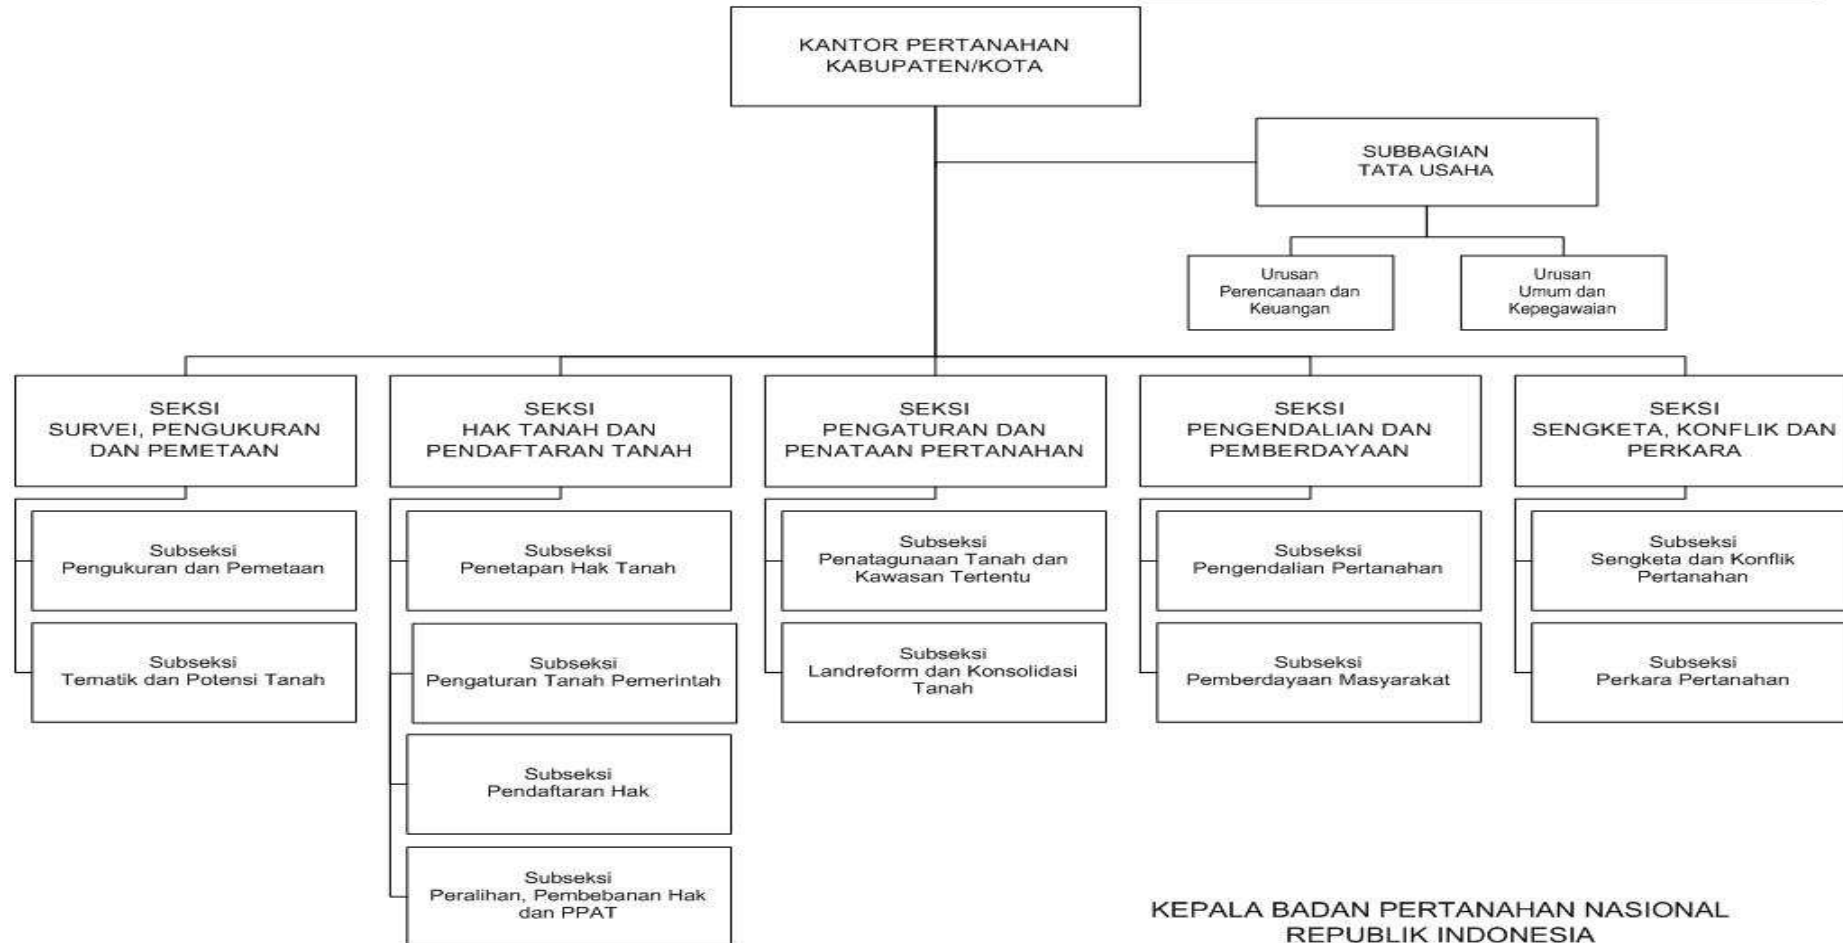 KANTOR PERTANAHAN
KABUPATEN/KOTA
SUBBAGIAN
TATA USAHA
Urusan
Perencanaan dan
Keuangan
Urusan
Umum dan
Kepegawaian
SEKSI
SURVEI, PENGUKURAN
DAN PEMETAAN
SEKSI
HAK TANAH DAN
PENDAFTARAN TANAH
SEKSI
PENGATURAN DAN
PENATAAN PERTANAHAN
SEKSI
PENGENDALIAN DAN
PEMBERDAYAAN
SEKSI
SENGKETA, KONFLIK DAN
PERKARA
Subseksi
Pengukuran dan Pemetaan
Subseksi
Penetapan Hak Tanah
Subseksi
Penatagunaan Tanah dan
Kawasan Tertentu
Subseksi
Pengendalian Pertanahan
Subseksi
Sengketa dan Konflik
Pertanahan
Subseksi
Tematik dan Potensi Tanah
Subseksi
Pengaturan Tanah Pemerintah
Subseksi
Landreform dan Konsolidasi
Tanah
Subseksi
Pemberdayaan Masyarakat
Subseksi
Perkara Pertanahan
Subseksi
Pendaftaran Hak
Subseksi
Peralihan, Pembebanan Hak
dan PPAT
KEPALA BADAN PERTANAHAN NASIONAL
REPUBLIK INDONESIA